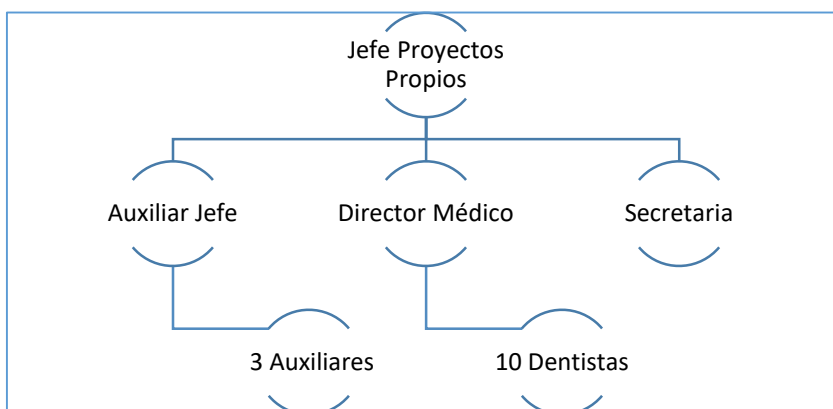 Jefe Proyectos
Propios
Auxiliar Jefe
Director Médico
Secretaria
3 Auxiliares
10 Dentistas